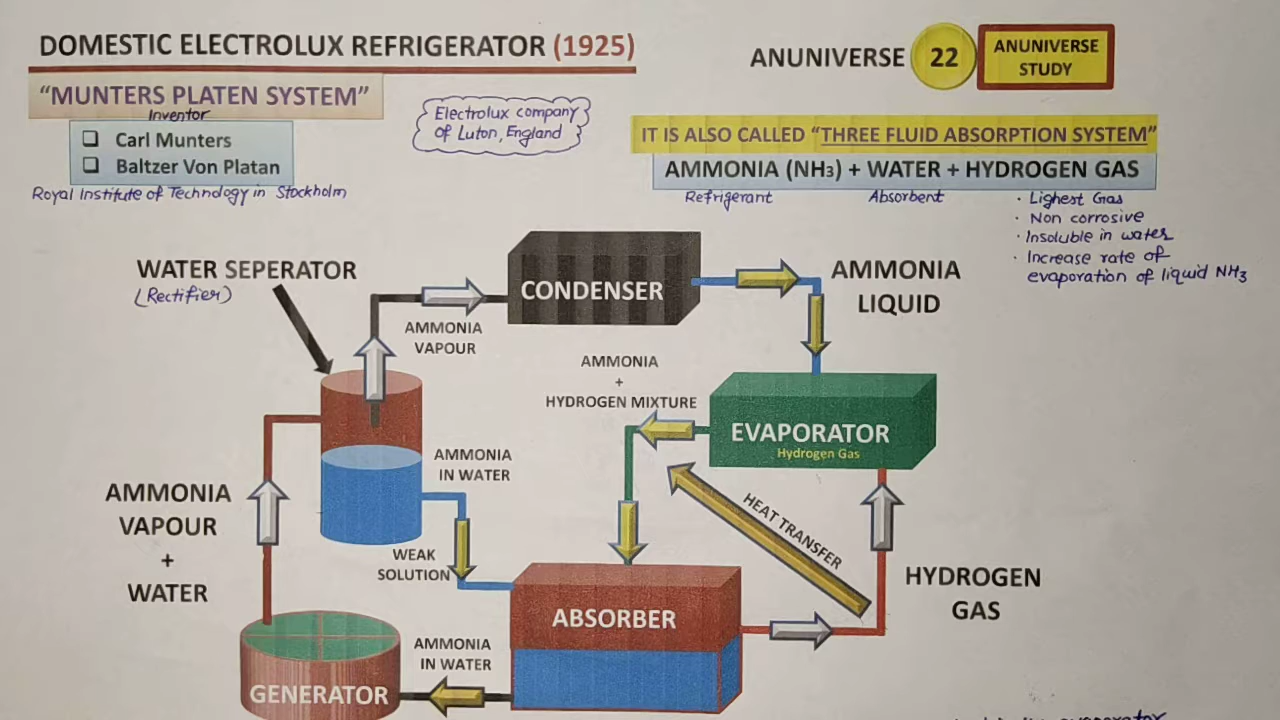 DOMESTIC ELECTROLUX REFRIGERATOR (1925)
"MUNTERS PLATEN SYSTEM"
Inventor
Carl Munters
Baltzer Von Platan
Royal Institute of Technology in Stockholm
Electrolux company
of Luton, England
ANUNIVERSE 22
ANUNIVERSE
STUDY
IT IS ALSO CALLED "THREE FLUID ABSORPTION SYSTEM"
AMMONIA (NH3) + WATER + HYDROGEN GAS
Refrigerant
Absorbent
· Lighest Gas
· Non corrosive
· Insoluble in water
· Increase rate of
evaporation of liquid NH3
WATER SEPERATOR
(Rectifier)
AMMONIA
VAPOUR
CONDENSER
AMMONIA
LIQUID
AMMONIA
+
HYDROGEN MIXTURE
EVAPORATOR
Hydrogen Gas
AMMONIA
IN WATER
AMMONIA
VAPOUR
+
WATER
WEAK
SOLUTION
HEAT TRANSFER
HYDROGEN
GAS
ABSORBER
AMMONIA
IN WATER
GENERATOR